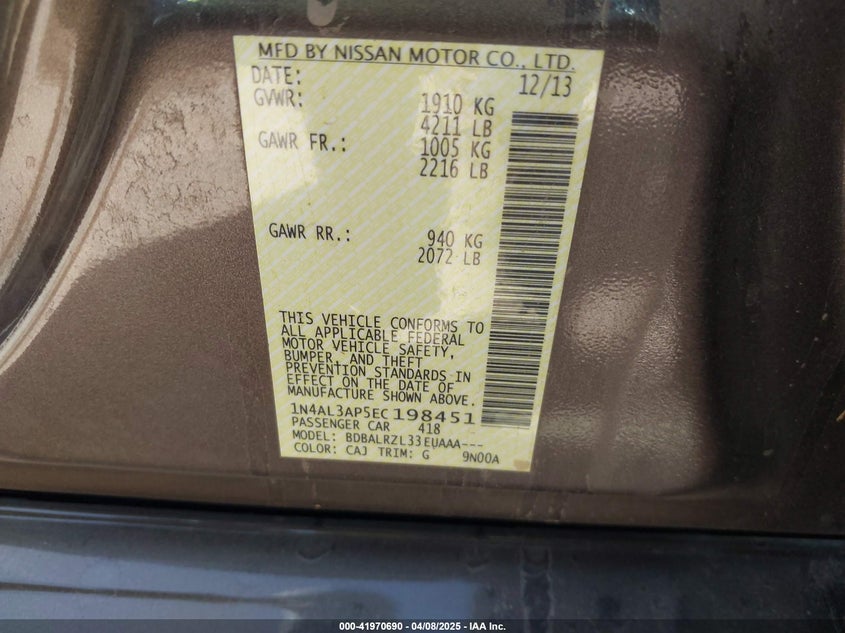 MFD BY NISSAN MOTOR CO., LTD.
DATE: 12/13
GVWR: 1910 KG
4211 LB
GAWR FR.: 1005 KG
2216 LB
GAWR RR.: 940 KG
2072 LB
THIS VEHICLE CONFORMS TO
ALL APPLICABLE FEDERAL
MOTOR VEHICLE SAFETY,
BUMPER, AND THEFT
PREVENTION STANDARDS IN
EFFECT ON THE DATE OF
MANUFACTURE SHOWN ABOVE.
1N4AL3AP5EC198451
PASSENGER CAR 418
MODEL: BDBALRZL33EUAAA---
COLOR: CAJ TRIM: G 9N00A
000-41970690 - 04/08/2025 - IAA Inc.